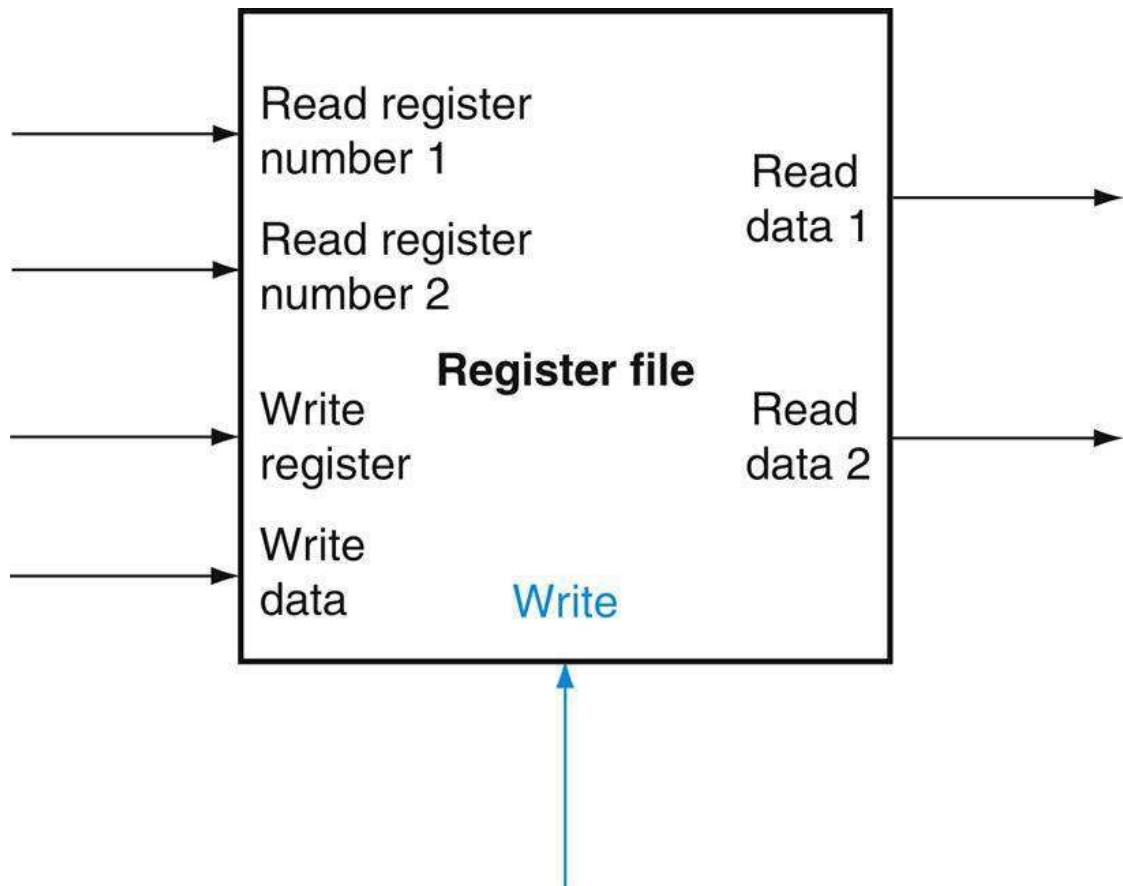 Read register
number 1
Read
data 1
Read register
number 2
Register file
Write
register
Read
data 2
Write
data
Write